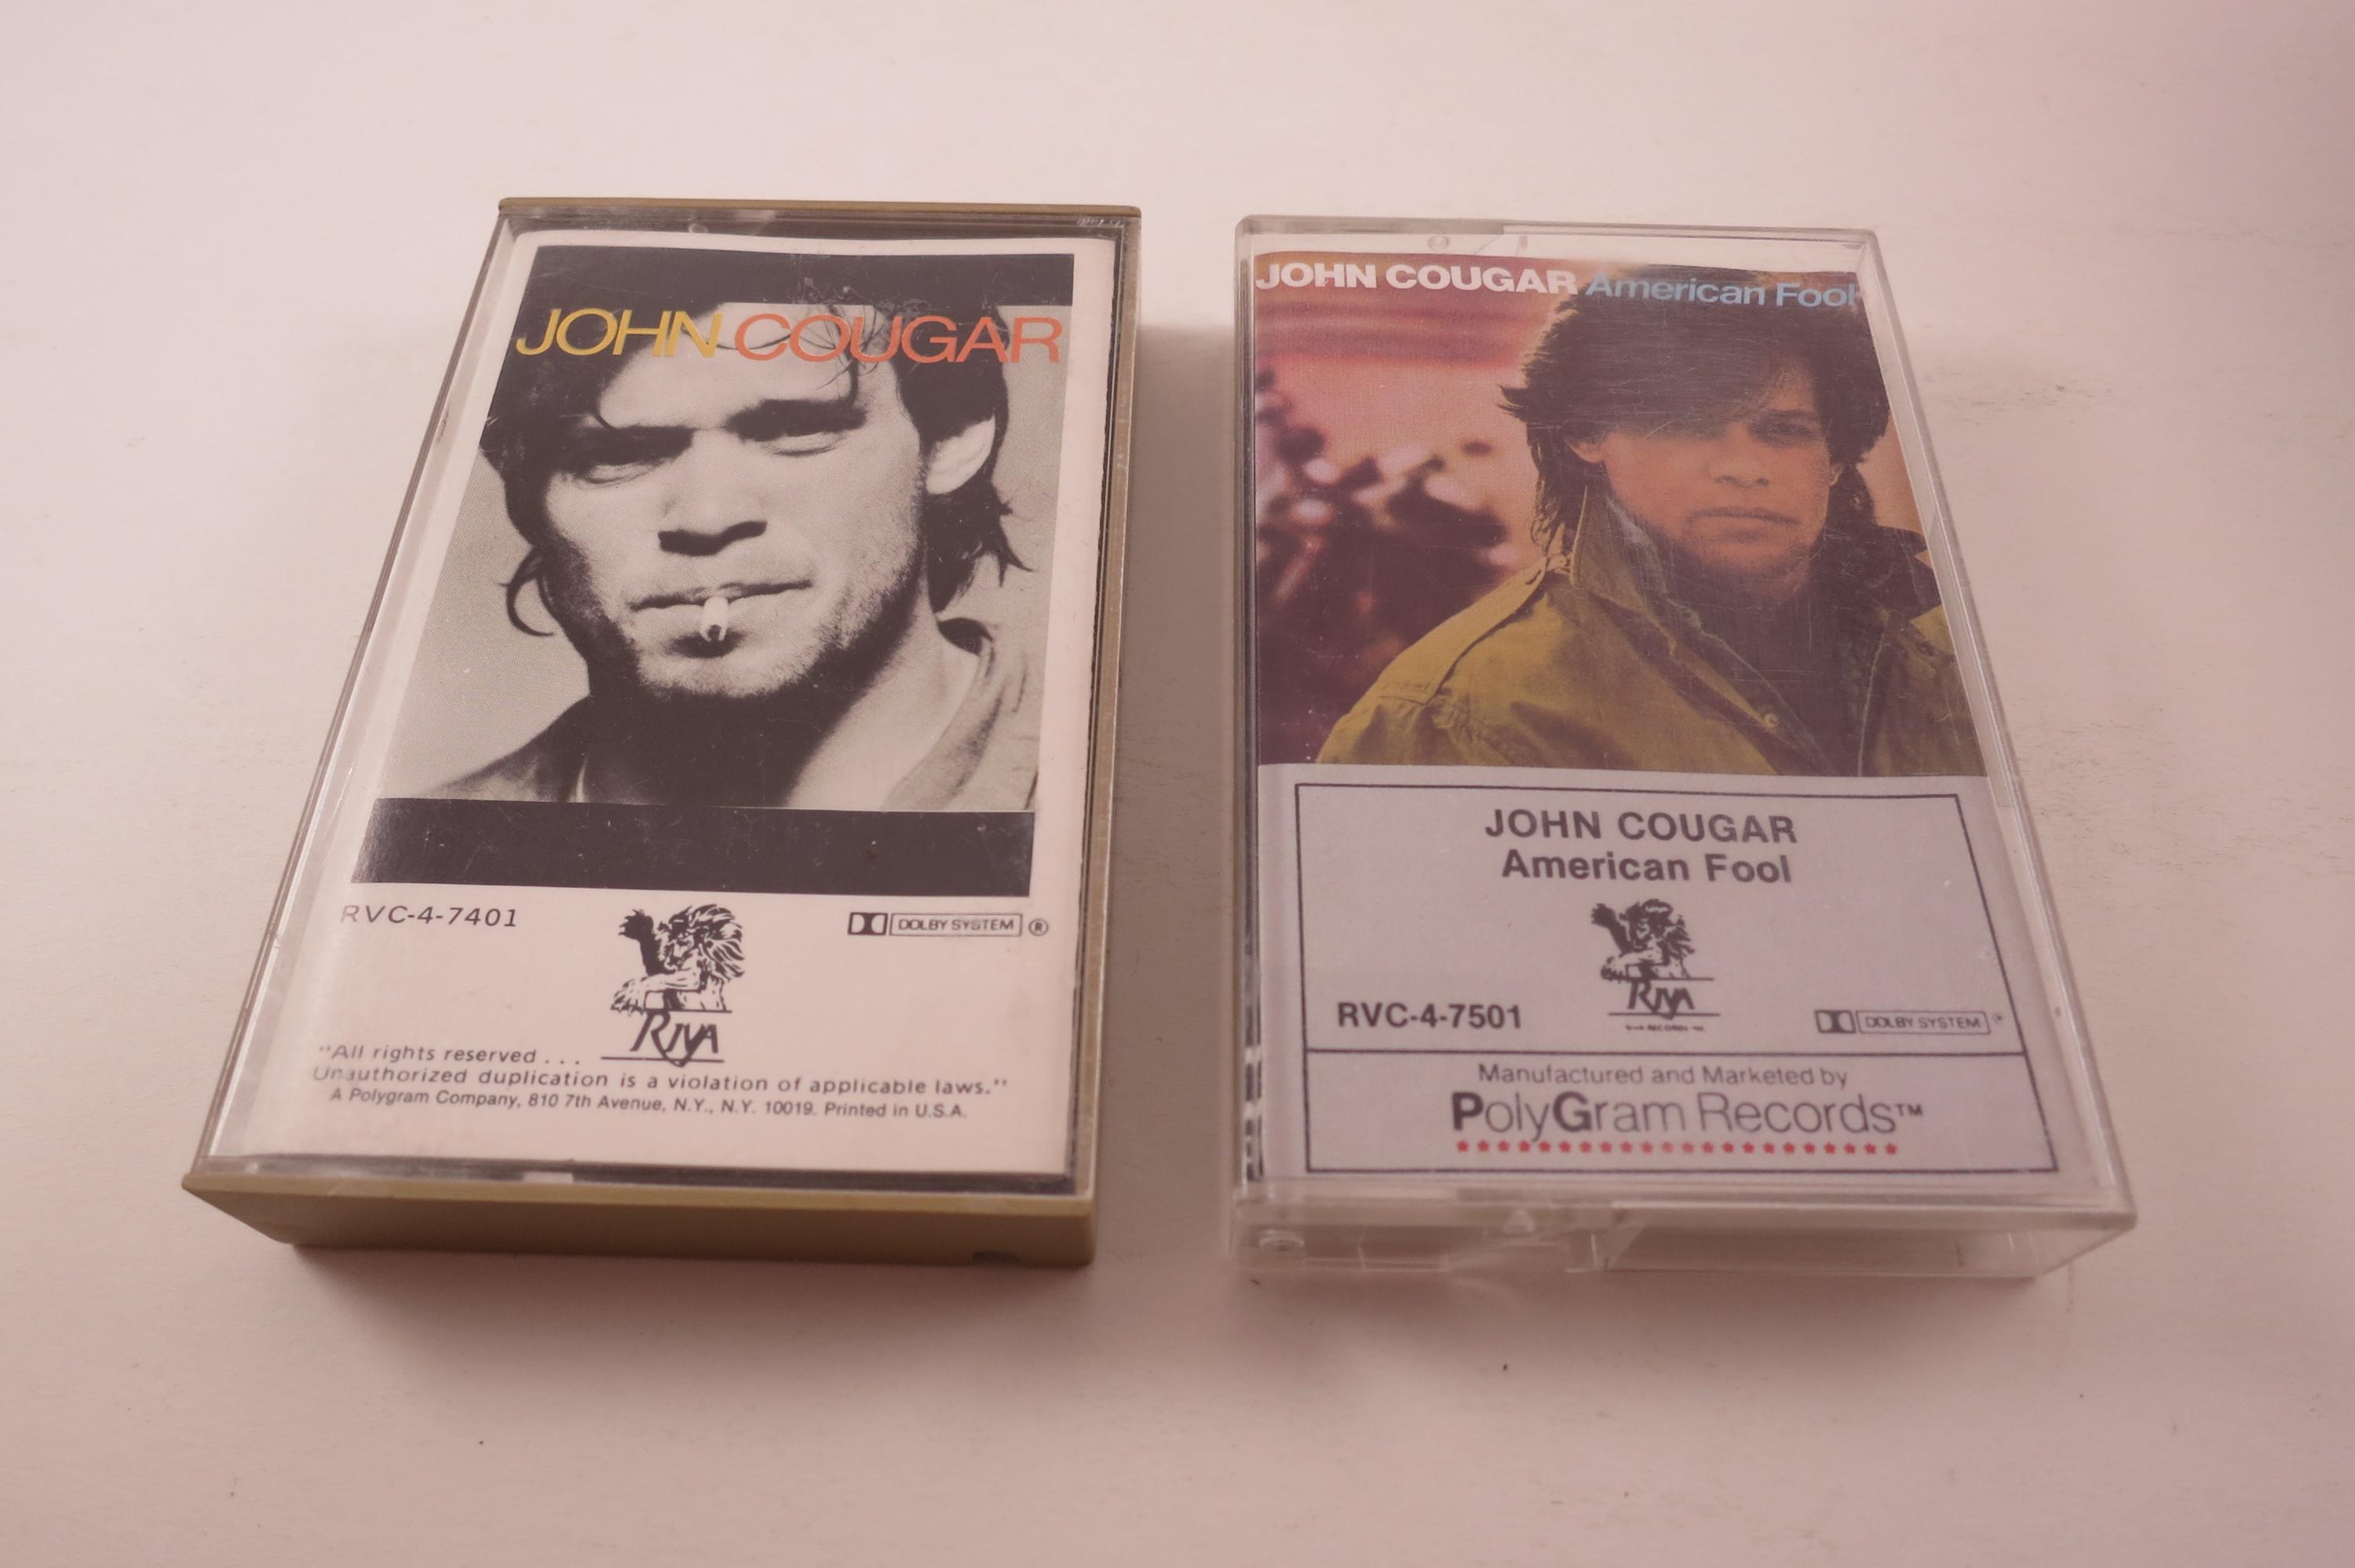 JOHN COUGAR
RVC-4-7401
DOLBY SYSTEM ®
RIVA
"All rights reserved . . .
Unauthorized duplication is a violation of applicable laws."
A Polygram Company, 810 7th Avenue, N.Y., N.Y. 10019. Printed in U.S.A.
JOHN COUGAR American Fool
JOHN COUGAR
American Fool
RIVA
RVC-4-7501
DOLBY SYSTEM
Manufactured and Marketed by
PolyGram Records™